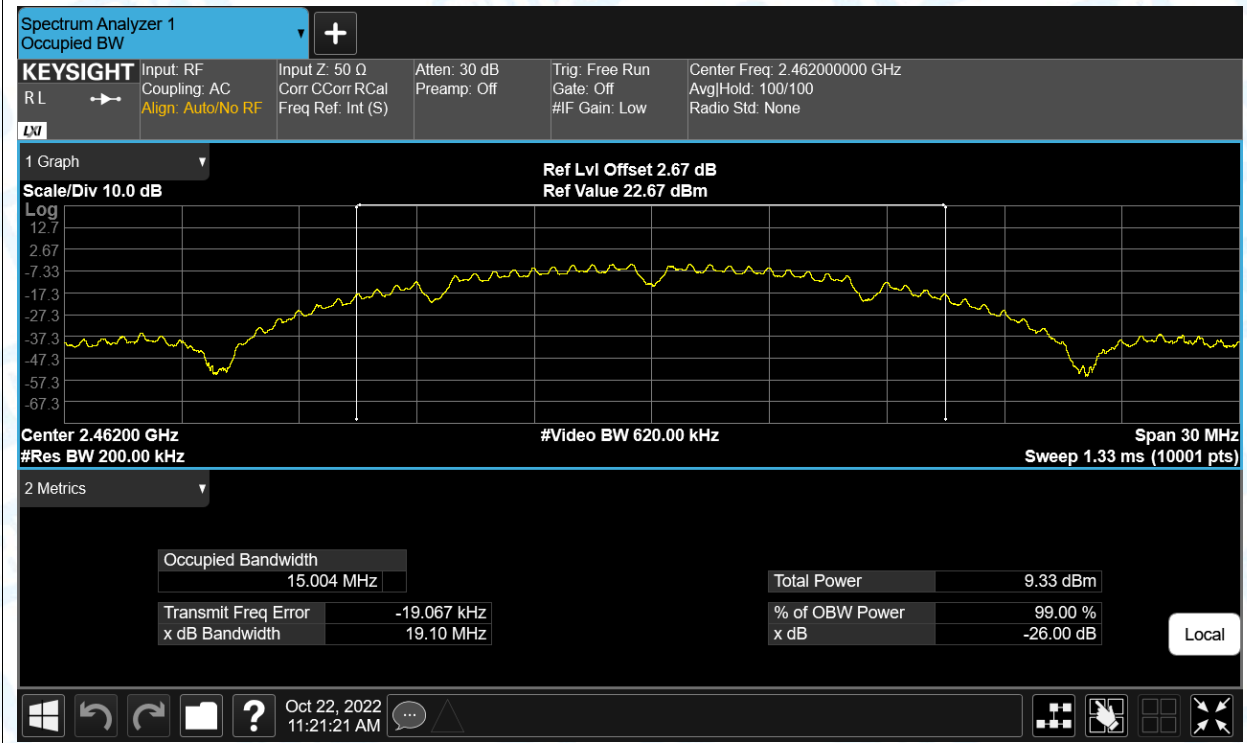 Spectrum Analyzer 1
Occupied BW
KEYSIGHT
R L
LXI
Input: RF
Coupling: AC
Align: Auto/No RF
Input Z: 50 Ω
Corr CCorr RCal
Freq Ref: Int (S)
Atten: 30 dB
Preamp: Off
Trig: Free Run
Gate: Off
#IF Gain: Low
Center Freq: 2.462000000 GHz
Avg|Hold: 100/100
Radio Std: None
1 Graph
Scale/Div 10.0 dB
Ref Lvl Offset 2.67 dB
Ref Value 22.67 dBm
Log
12.7
2.67
-7.33
-17.3
-27.3
-37.3
-47.3
-57.3
-67.3
Center 2.46200 GHz
#Video BW 620.00 kHz
Span 30 MHz
#Res BW 200.00 kHz
Sweep 1.33 ms (10001 pts)
2 Metrics
Occupied Bandwidth
15.004 MHz
Total Power 9.33 dBm
Transmit Freq Error -19.067 kHz
% of OBW Power 99.00 %
x dB Bandwidth 19.10 MHz
x dB -26.00 dB
Local
?
Oct 22, 2022
11:21:21 AM